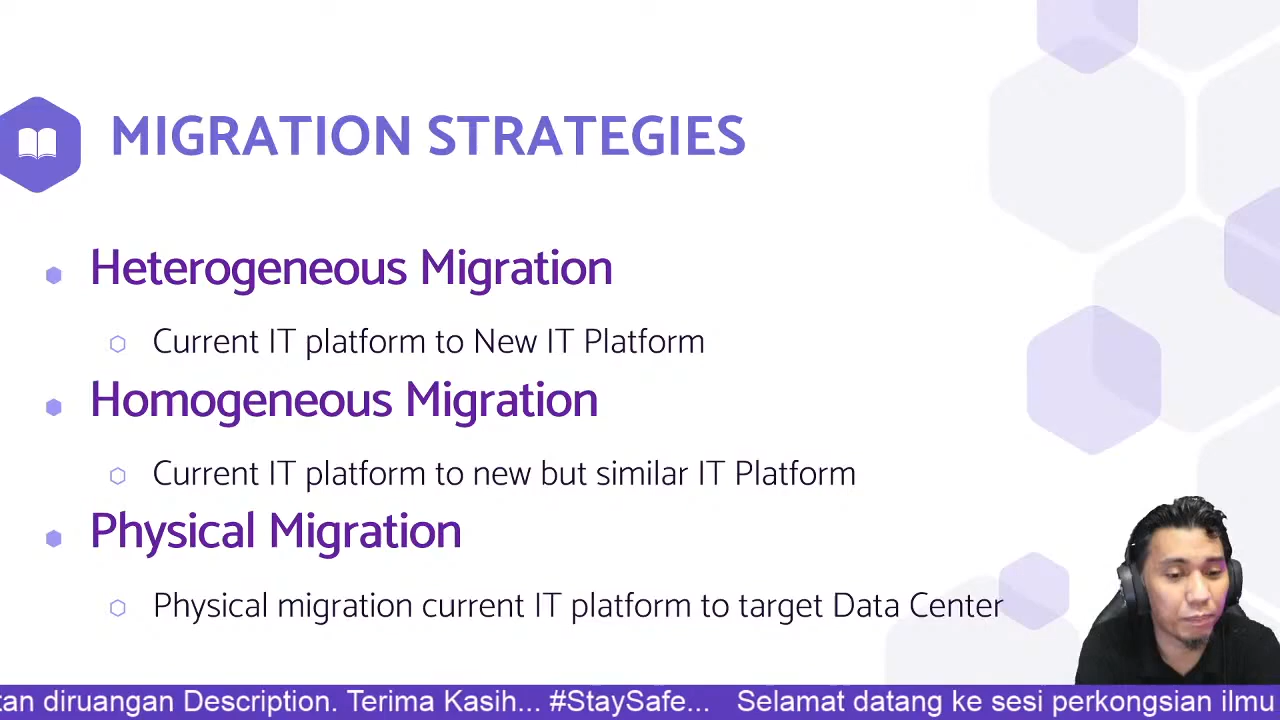 MIGRATION STRATEGIES
Heterogeneous Migration
Current IT platform to New IT Platform
Homogeneous Migration
Current IT platform to new but similar IT Platform
Physical Migration
Physical migration current IT platform to target Data Center
diruangan Description. Terima Kasih... #StaySafe... Selamat datang ke sesi perkongsian ilmu